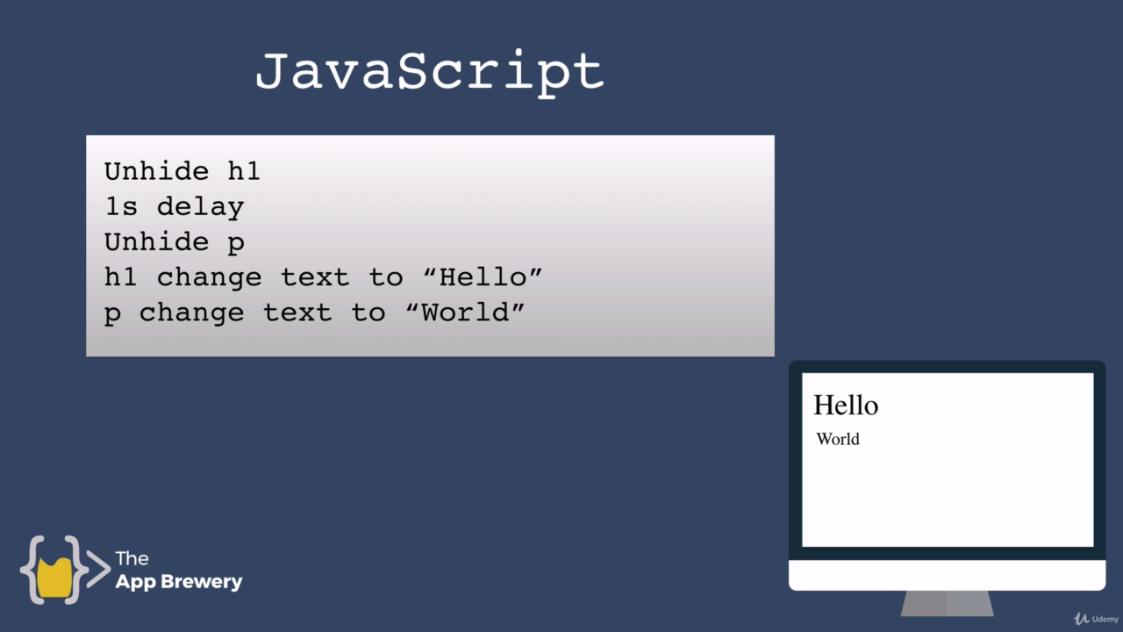 JavaScript
Unhide h1
1s delay
Unhide p
h1 change text to “Hello”
p change text to “World”
Hello
World
The
App Brewery
Udemy